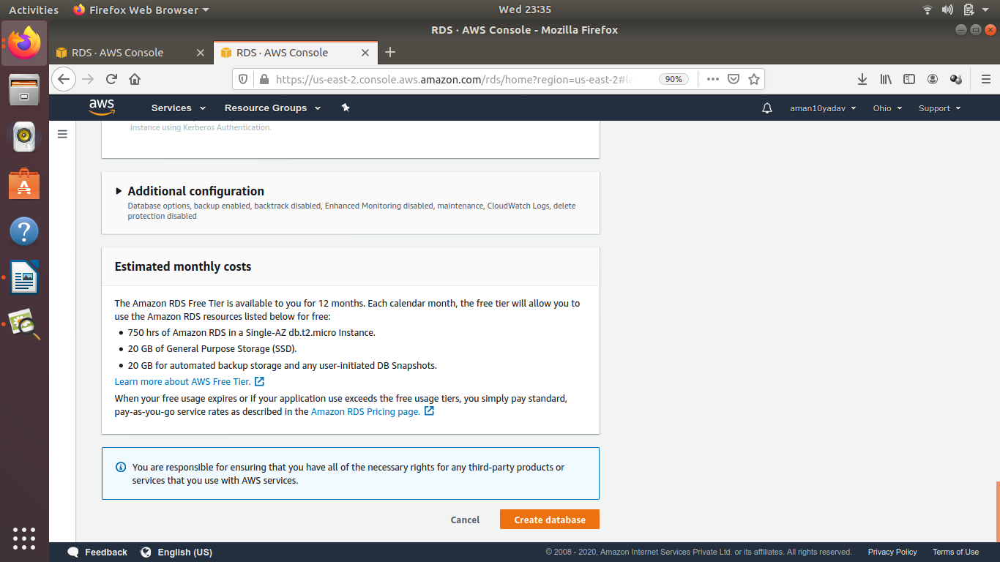 Activities
Firefox Web Browser
Wed 23:35
RDS · AWS Console - Mozilla Firefox
RDS · AWS Console
RDS · AWS Console
https://us-east-2.console.aws.amazon.com/rds/home?region=us-east-2#la
90%
aws
Services
Resource Groups
aman10yadav
Ohio
Support
instance using Kerberos Authentication.
Additional configuration
Database options, backup enabled, backtrack disabled, Enhanced Monitoring disabled, maintenance, CloudWatch Logs, delete
protection disabled
Estimated monthly costs
The Amazon RDS Free Tier is available to you for 12 months. Each calendar month, the free tier will allow you to
use the Amazon RDS resources listed below for free:
• 750 hrs of Amazon RDS in a Single-AZ db.t2.micro Instance.
• 20 GB of General Purpose Storage (SSD).
• 20 GB for automated backup storage and any user-initiated DB Snapshots.
Learn more about AWS Free Tier.
When your free usage expires or if your application use exceeds the free usage tiers, you simply pay standard,
pay-as-you-go service rates as described in the Amazon RDS Pricing page.
You are responsible for ensuring that you have all of the necessary rights for any third-party products or
services that you use with AWS services.
Cancel
Create database
Feedback
English (US)
© 2008 - 2020, Amazon Internet Services Private Ltd. or its affiliates. All rights reserved.
Privacy Policy
Terms of Use